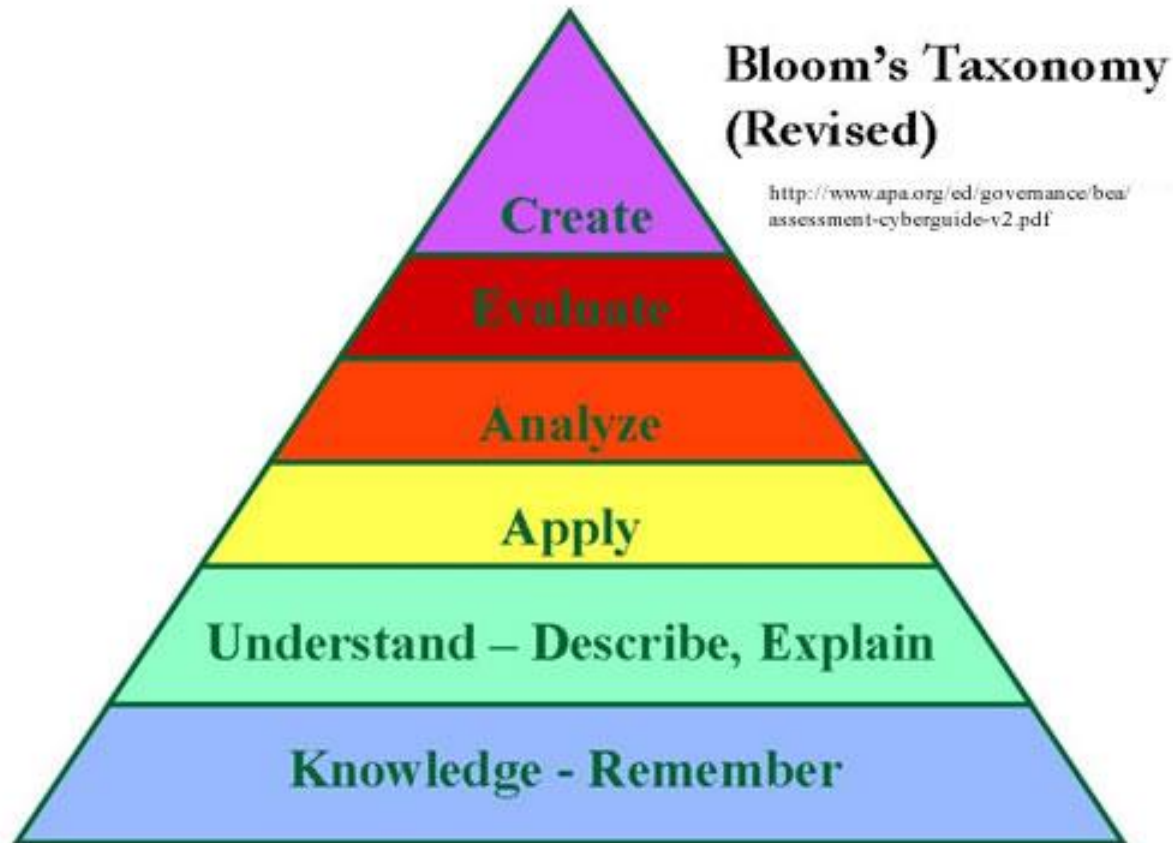 Bloom's Taxonomy
(Revised)
http://www.apa.org/ed/governance/bea/
assessment-cyberguide-v2.pdf
Create
Evaluate
Analyze
Apply
Understand – Describe, Explain
Knowledge - Remember